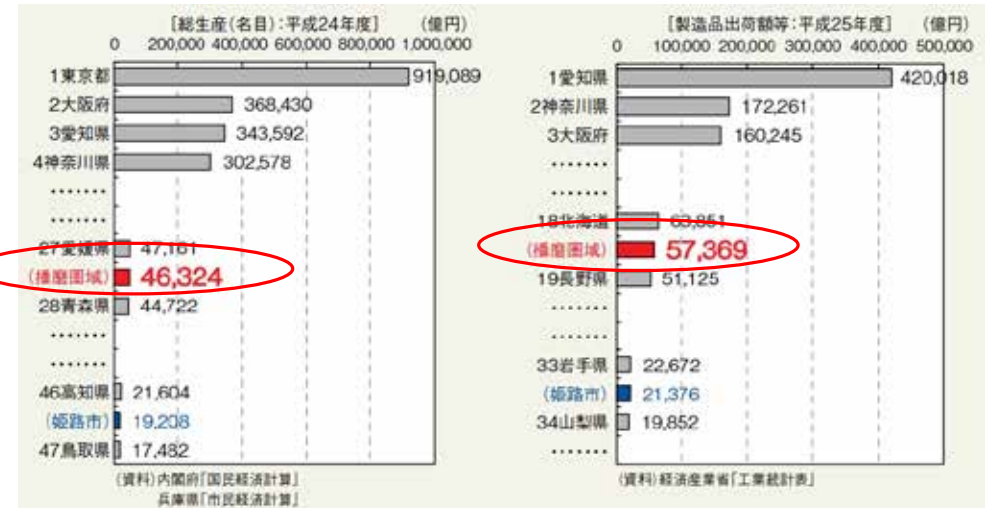 [総生産(名目):平成24年度] (億円)
0 200,000 400,000 600,000 800,000 1,000,000
1東京都 919,089
2大阪府 368,430
3愛知県 343,592
4神奈川県 302,578
・・・・・・・
・・・・・・・
27愛媛県 47,161
(播磨圏域) 46,324
28青森県 44,722
・・・・・・・
・・・・・・・
46高知県 21,604
(姫路市) 19,208
47鳥取県 17,482
(資料)内閣府「国民経済計算」
兵庫県「市民経済計算」
[製造品出荷額等:平成25年度] (億円)
0 100,000 200,000 300,000 400,000 500,000
1愛知県 420,018
2神奈川県 172,261
3大阪府 160,245
・・・・・・・
18北海道 63,851
(播磨圏域) 57,369
19長野県 51,125
・・・・・・・
・・・・・・・
33岩手県 22,672
(姫路市) 21,376
34山梨県 19,852
・・・・・・・
(資料)経済産業省「工業統計表」